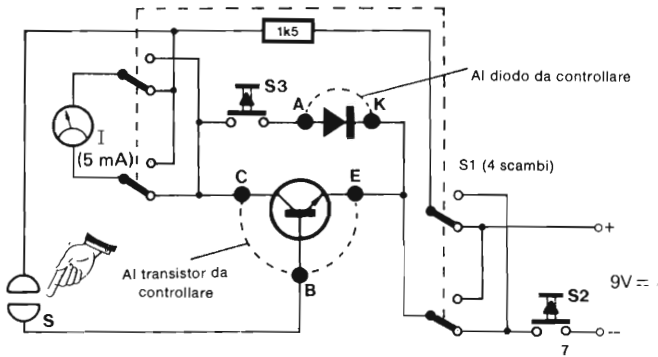 1k5
S3
A
K
Al diodo da controllare
I
(5 mA)
S1 (4 scambi)
C
E
+
Al transistor da
controllare
B
9V =
S2
S
--
7